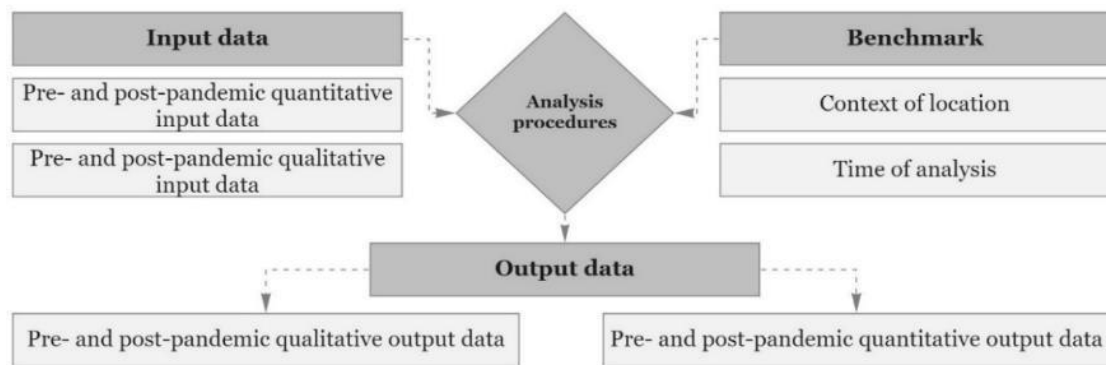 Input data
Pre- and post-pandemic quantitative
input data
Pre- and post-pandemic qualitative
input data
Analysis
procedures
Benchmark
Context of location
Time of analysis
Output data
Pre- and post-pandemic qualitative output data
Pre- and post-pandemic quantitative output data